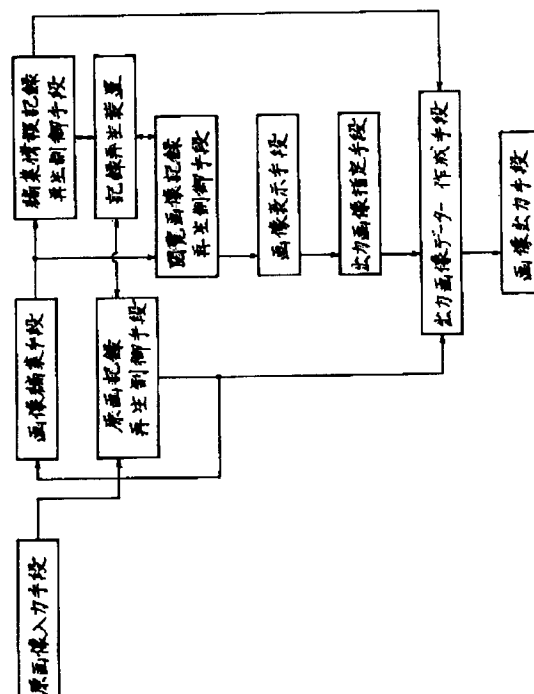 原画像入力手段
画像編集手段
原画記録
再生制御手段
編集情報記録
再生制御手段
記録再生装置
閲覧画像記録
再生制御手段
画像表示手段
出力画像指定手段
出力画像データー作成手段
画像出力手段